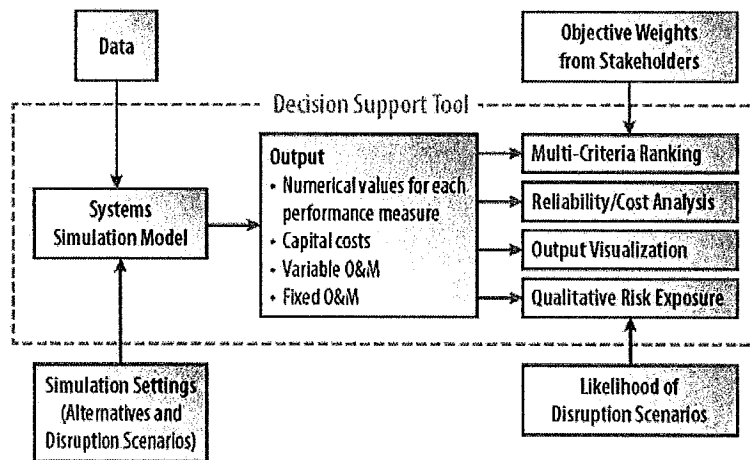 Data
Objective Weights
from Stakeholders
Decision Support Tool
Systems
Simulation Model
Output
• Numerical values for each
performance measure
• Capital costs
• Variable O&M
• Fixed O&M
Multi-Criteria Ranking
Reliability/Cost Analysis
Output Visualization
Qualitative Risk Exposure
Simulation Settings
(Alternatives and
Disruption Scenarios)
Likelihood of
Disruption Scenarios